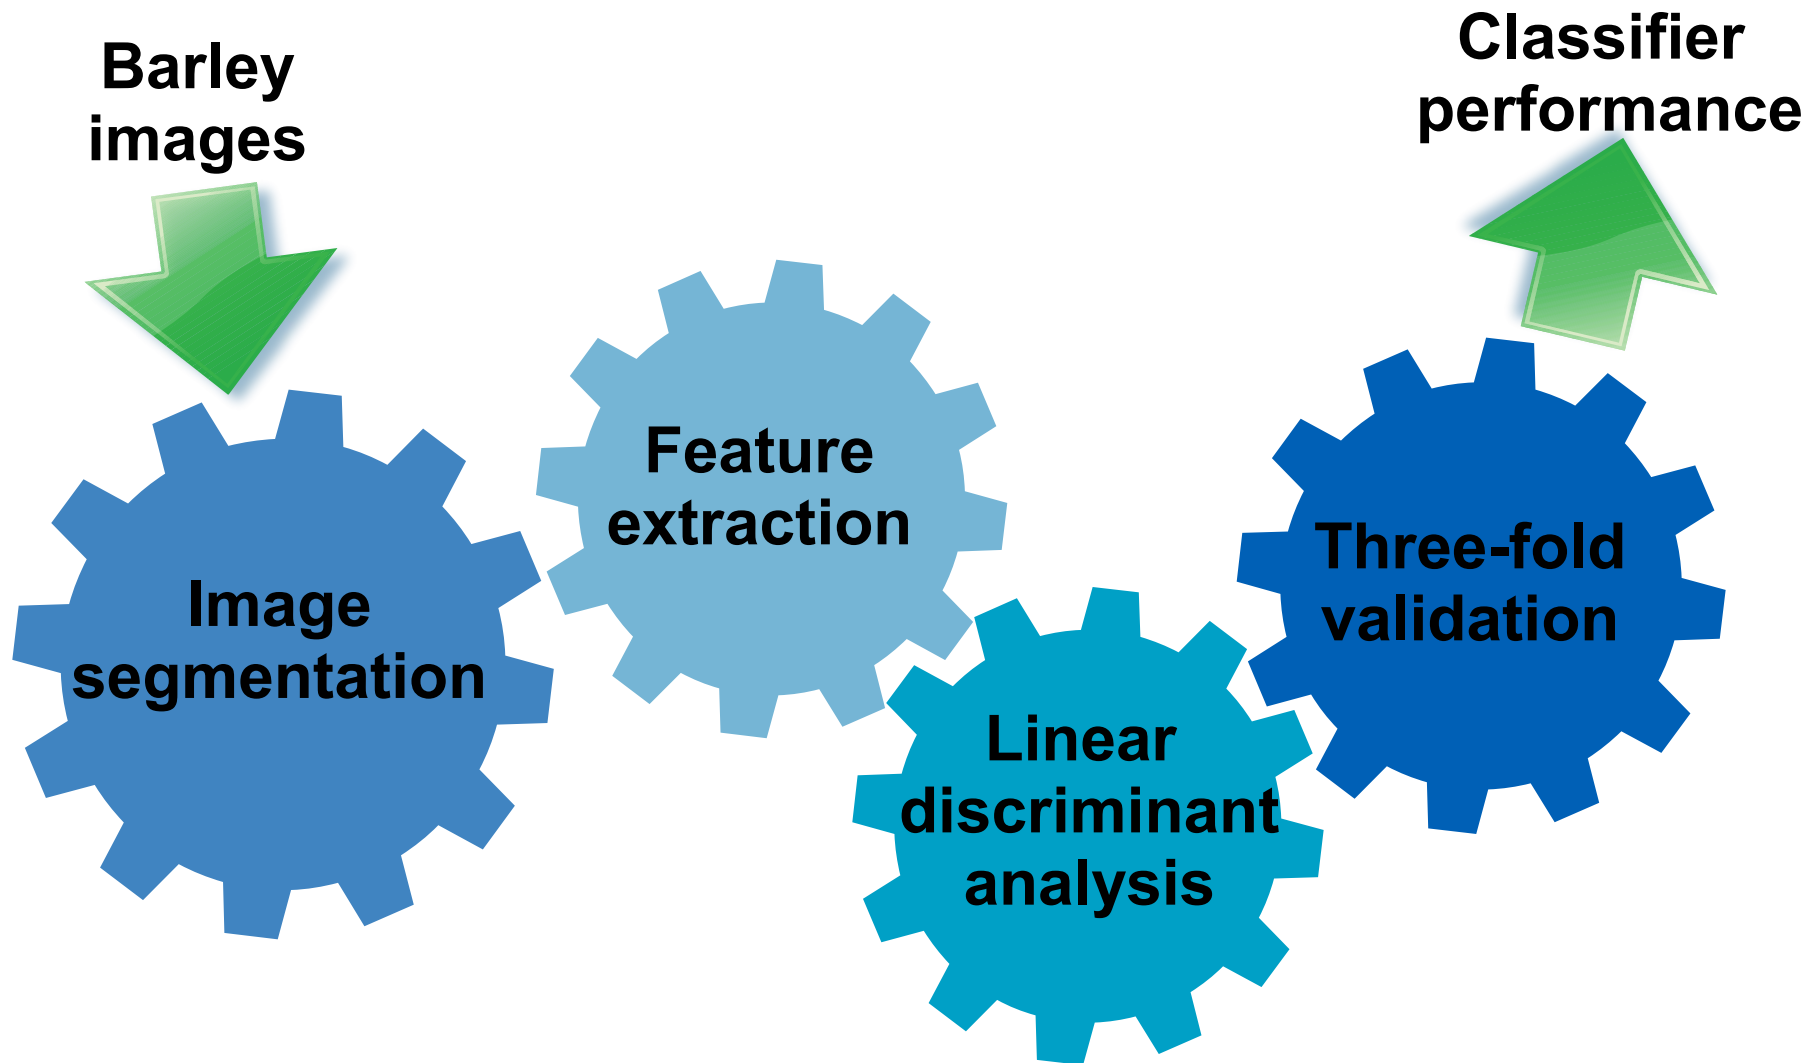 Barley
images
Image
segmentation
Feature
extraction
Linear
discriminant
analysis
Three-fold
validation
Classifier
performance